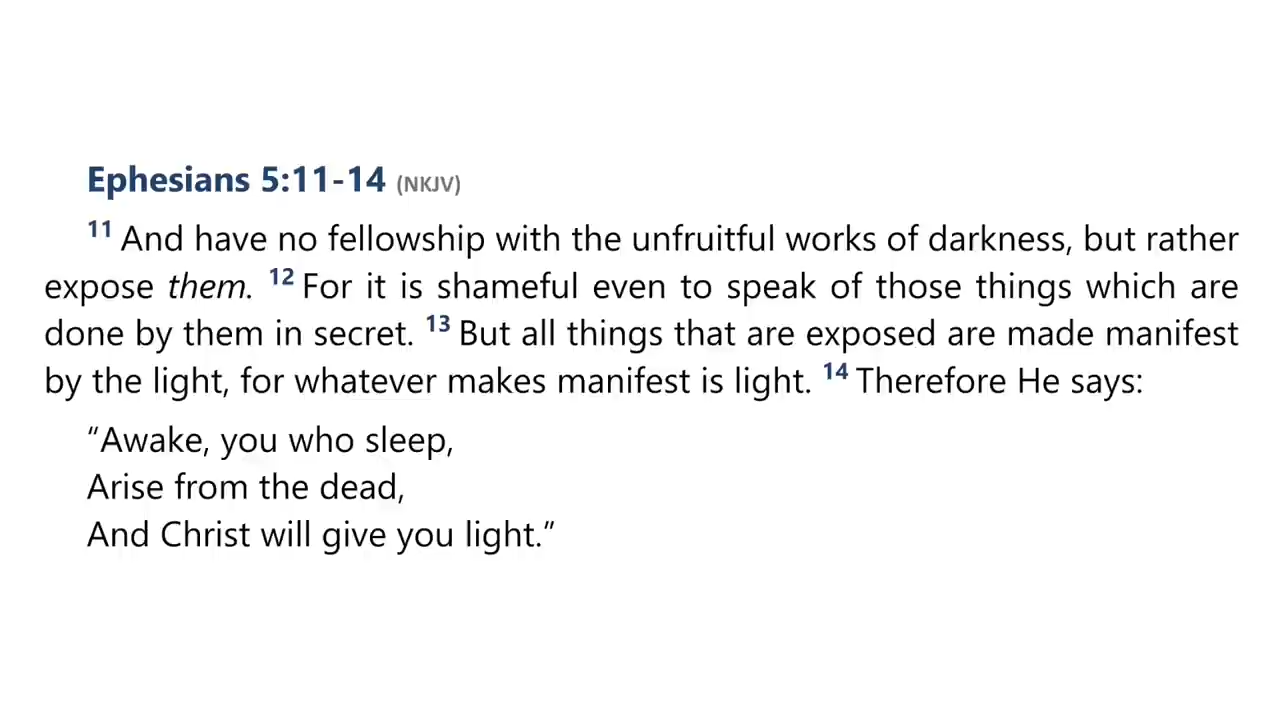 Ephesians 5:11-14 (NKJV)
11 And have no fellowship with the unfruitful works of darkness, but rather
expose them. 12 For it is shameful even to speak of those things which are
done by them in secret. 13 But all things that are exposed are made manifest
by the light, for whatever makes manifest is light. 14 Therefore He says:
“Awake, you who sleep,
Arise from the dead,
And Christ will give you light.”